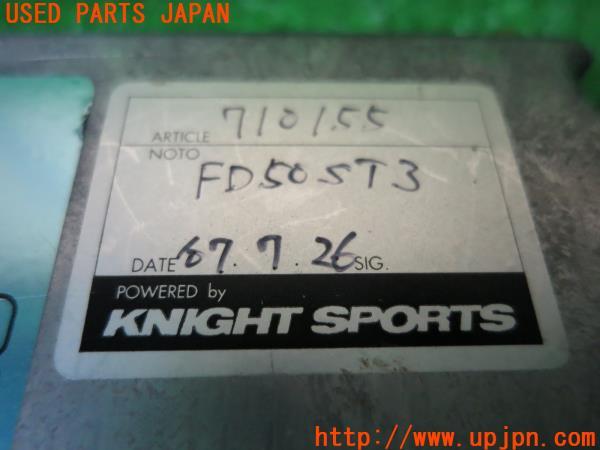 USED PARTS JAPAN
ARTICLE 710155
NOTO
FD50ST3
DATE 67.7.26 SIG.
POWERED by
KNIGHT SPORTS
http://www.upjpn.com/